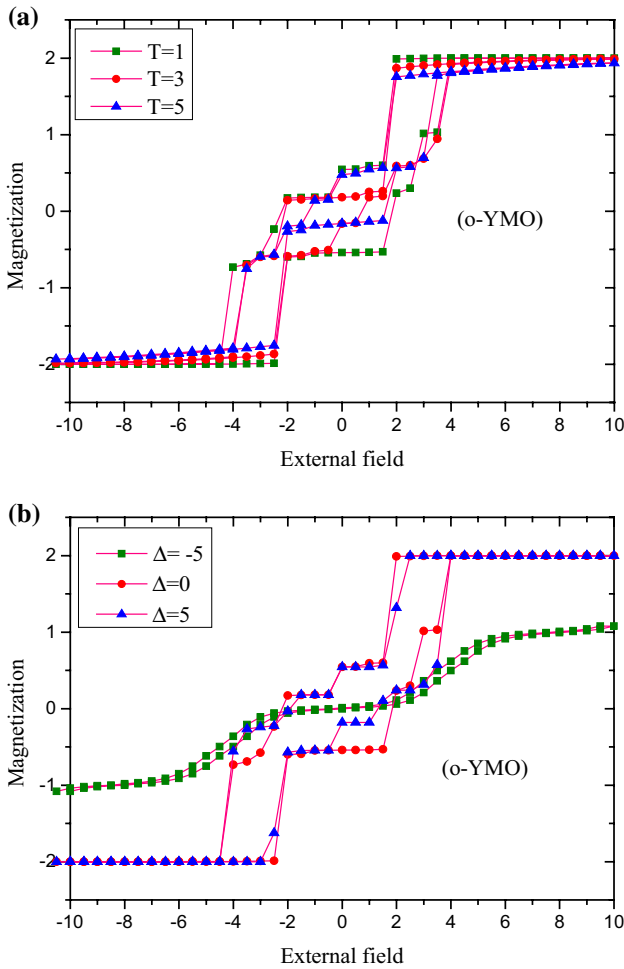 (a)
T=1
T=3
T=5
2
1
0
-1
-2
Magnetization
(o-YMO)
-10 -8 -6 -4 -2 0 2 4 6 8 10
External field
(b)
Δ= -5
Δ=0
Δ=5
2
1
0
-1
-2
Magnetization
(o-YMO)
-10 -8 -6 -4 -2 0 2 4 6 8 10
External field